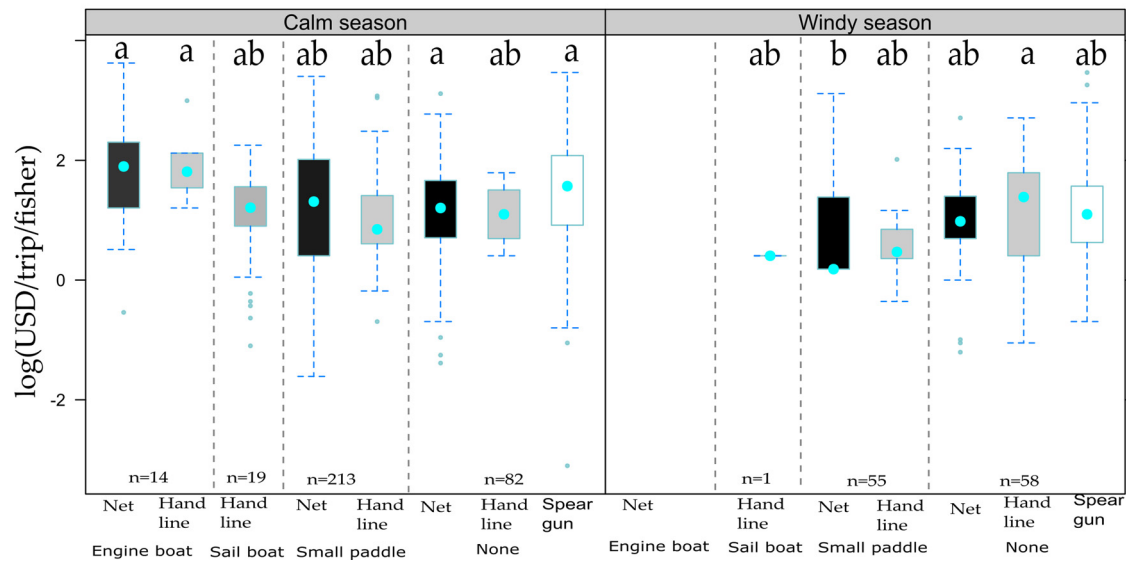 Calm season Windy season
a a ab ab ab a ab a ab b ab ab a ab
log(USD/trip/fisher)
2
0
-2
n=14 n=19 n=213 n=82 n=1 n=55 n=58
Net Hand line Hand line Net Hand line Net Hand line Spear gun Net Hand line Net Hand line Net Hand line Spear gun
Engine boat Sail boat Small paddle None Engine boat Sail boat Small paddle None